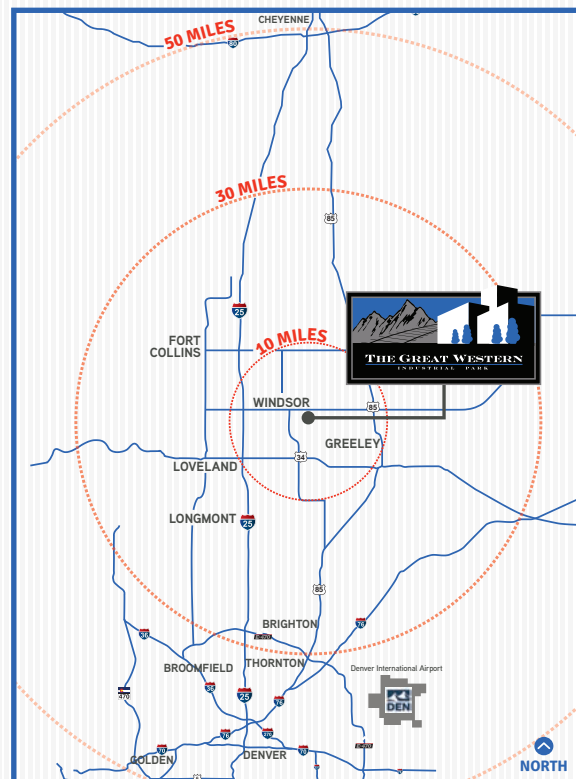 CHEYENNE
50 MILES
80
30 MILES
85
25
FORT
COLLINS
10 MILES
THE GREAT WESTERN
INDUSTRIAL PARK
WINDSOR
85
GREELEY
34
LOVELAND
LONGMONT
25
85
76
BRIGHTON
E-470
36
THORNTON
BROOMFIELD
Denver International Airport
36
470
25
76
DEN
76
270
E-470
70
70
GOLDEN
DENVER
NORTH